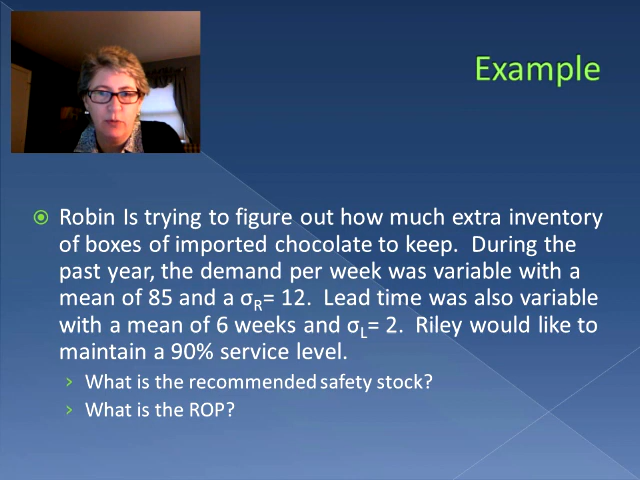 Example
Robin Is trying to figure out how much extra inventory
of boxes of imported chocolate to keep.  During the
past year, the demand per week was variable with a
mean of 85 and a σR= 12.  Lead time was also variable
with a mean of 6 weeks and σL= 2.  Riley would like to
maintain a 90% service level.
What is the recommended safety stock?
What is the ROP?